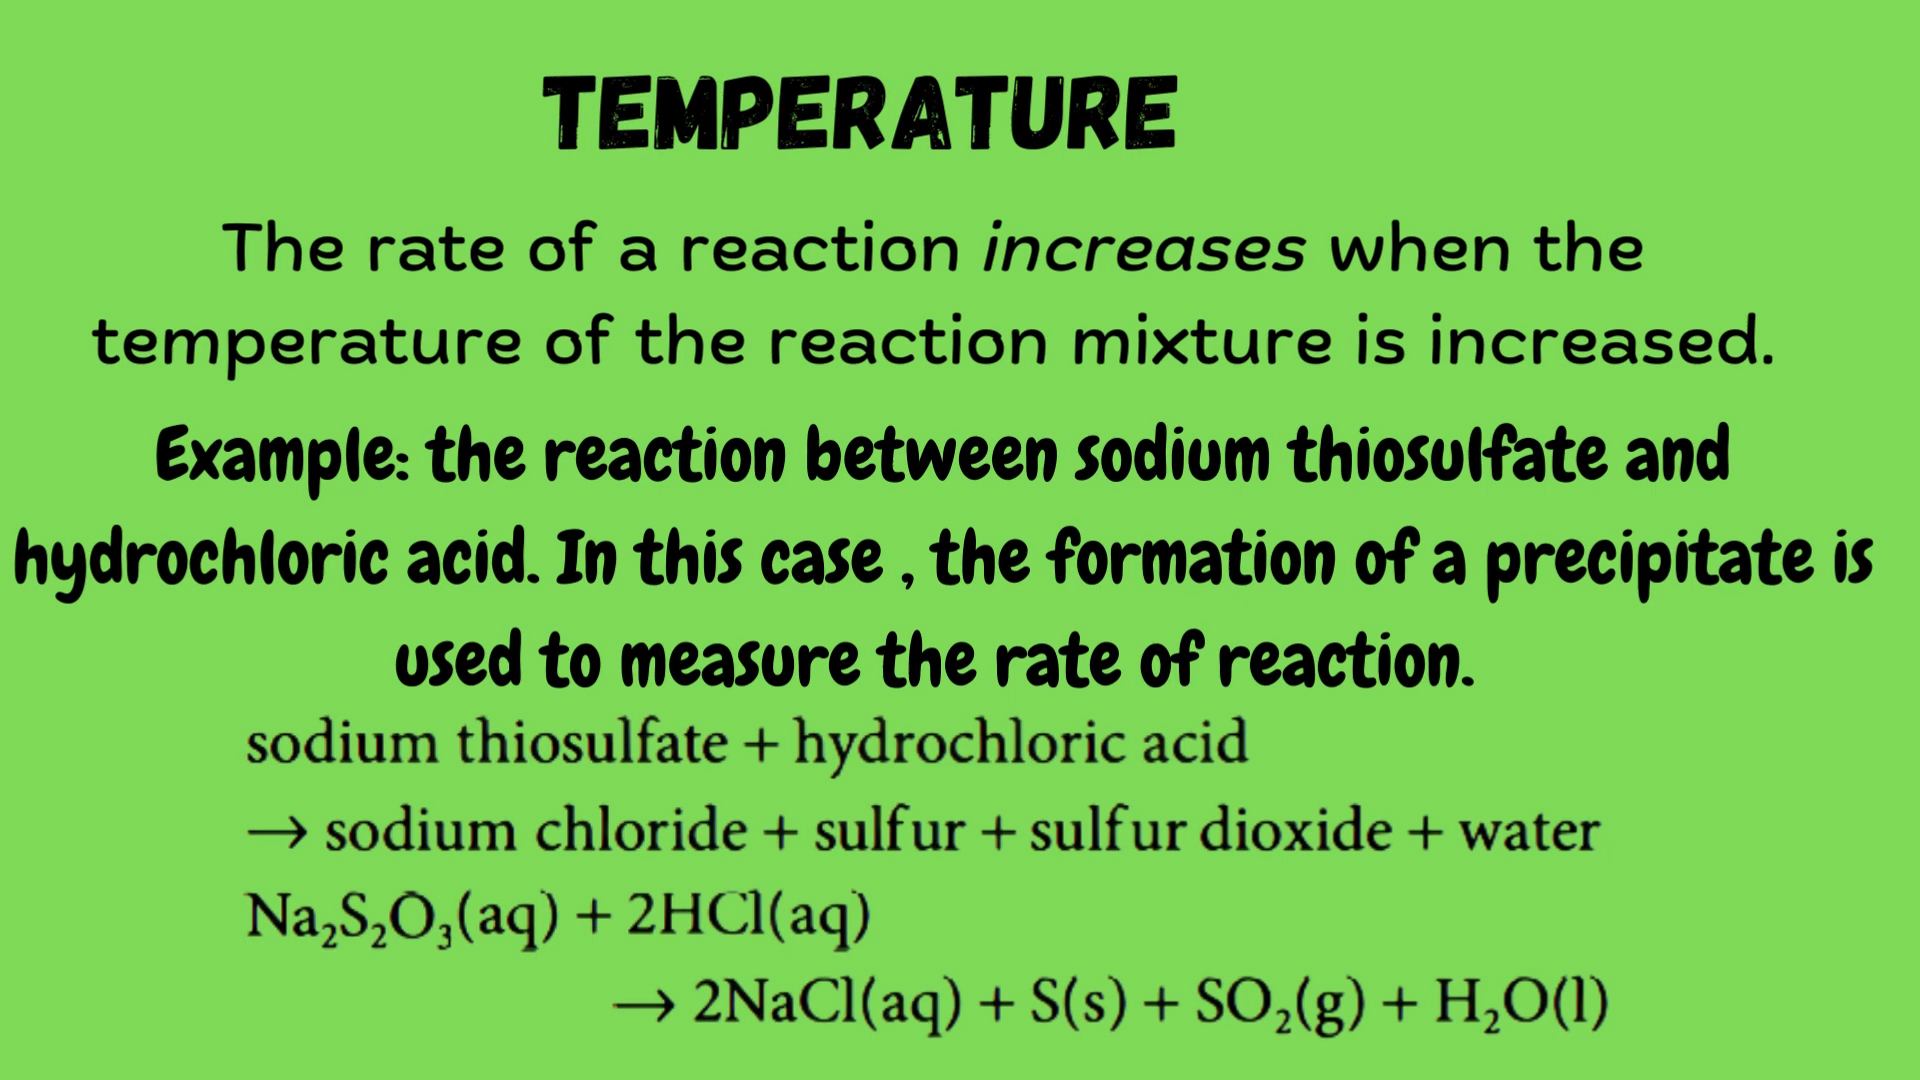 TEMPERATURE
The rate of a reaction increases when the
temperature of the reaction mixture is increased.
Example: the reaction between sodium thiosulfate and
hydrochloric acid. In this case , the formation of a precipitate is
used to measure the rate of reaction.
sodium thiosulfate + hydrochloric acid
→ sodium chloride + sulfur + sulfur dioxide + water
Na₂S₂O₃(aq) + 2HCl(aq)
→ 2NaCl(aq) + S(s) + SO₂(g) + H₂O(l)